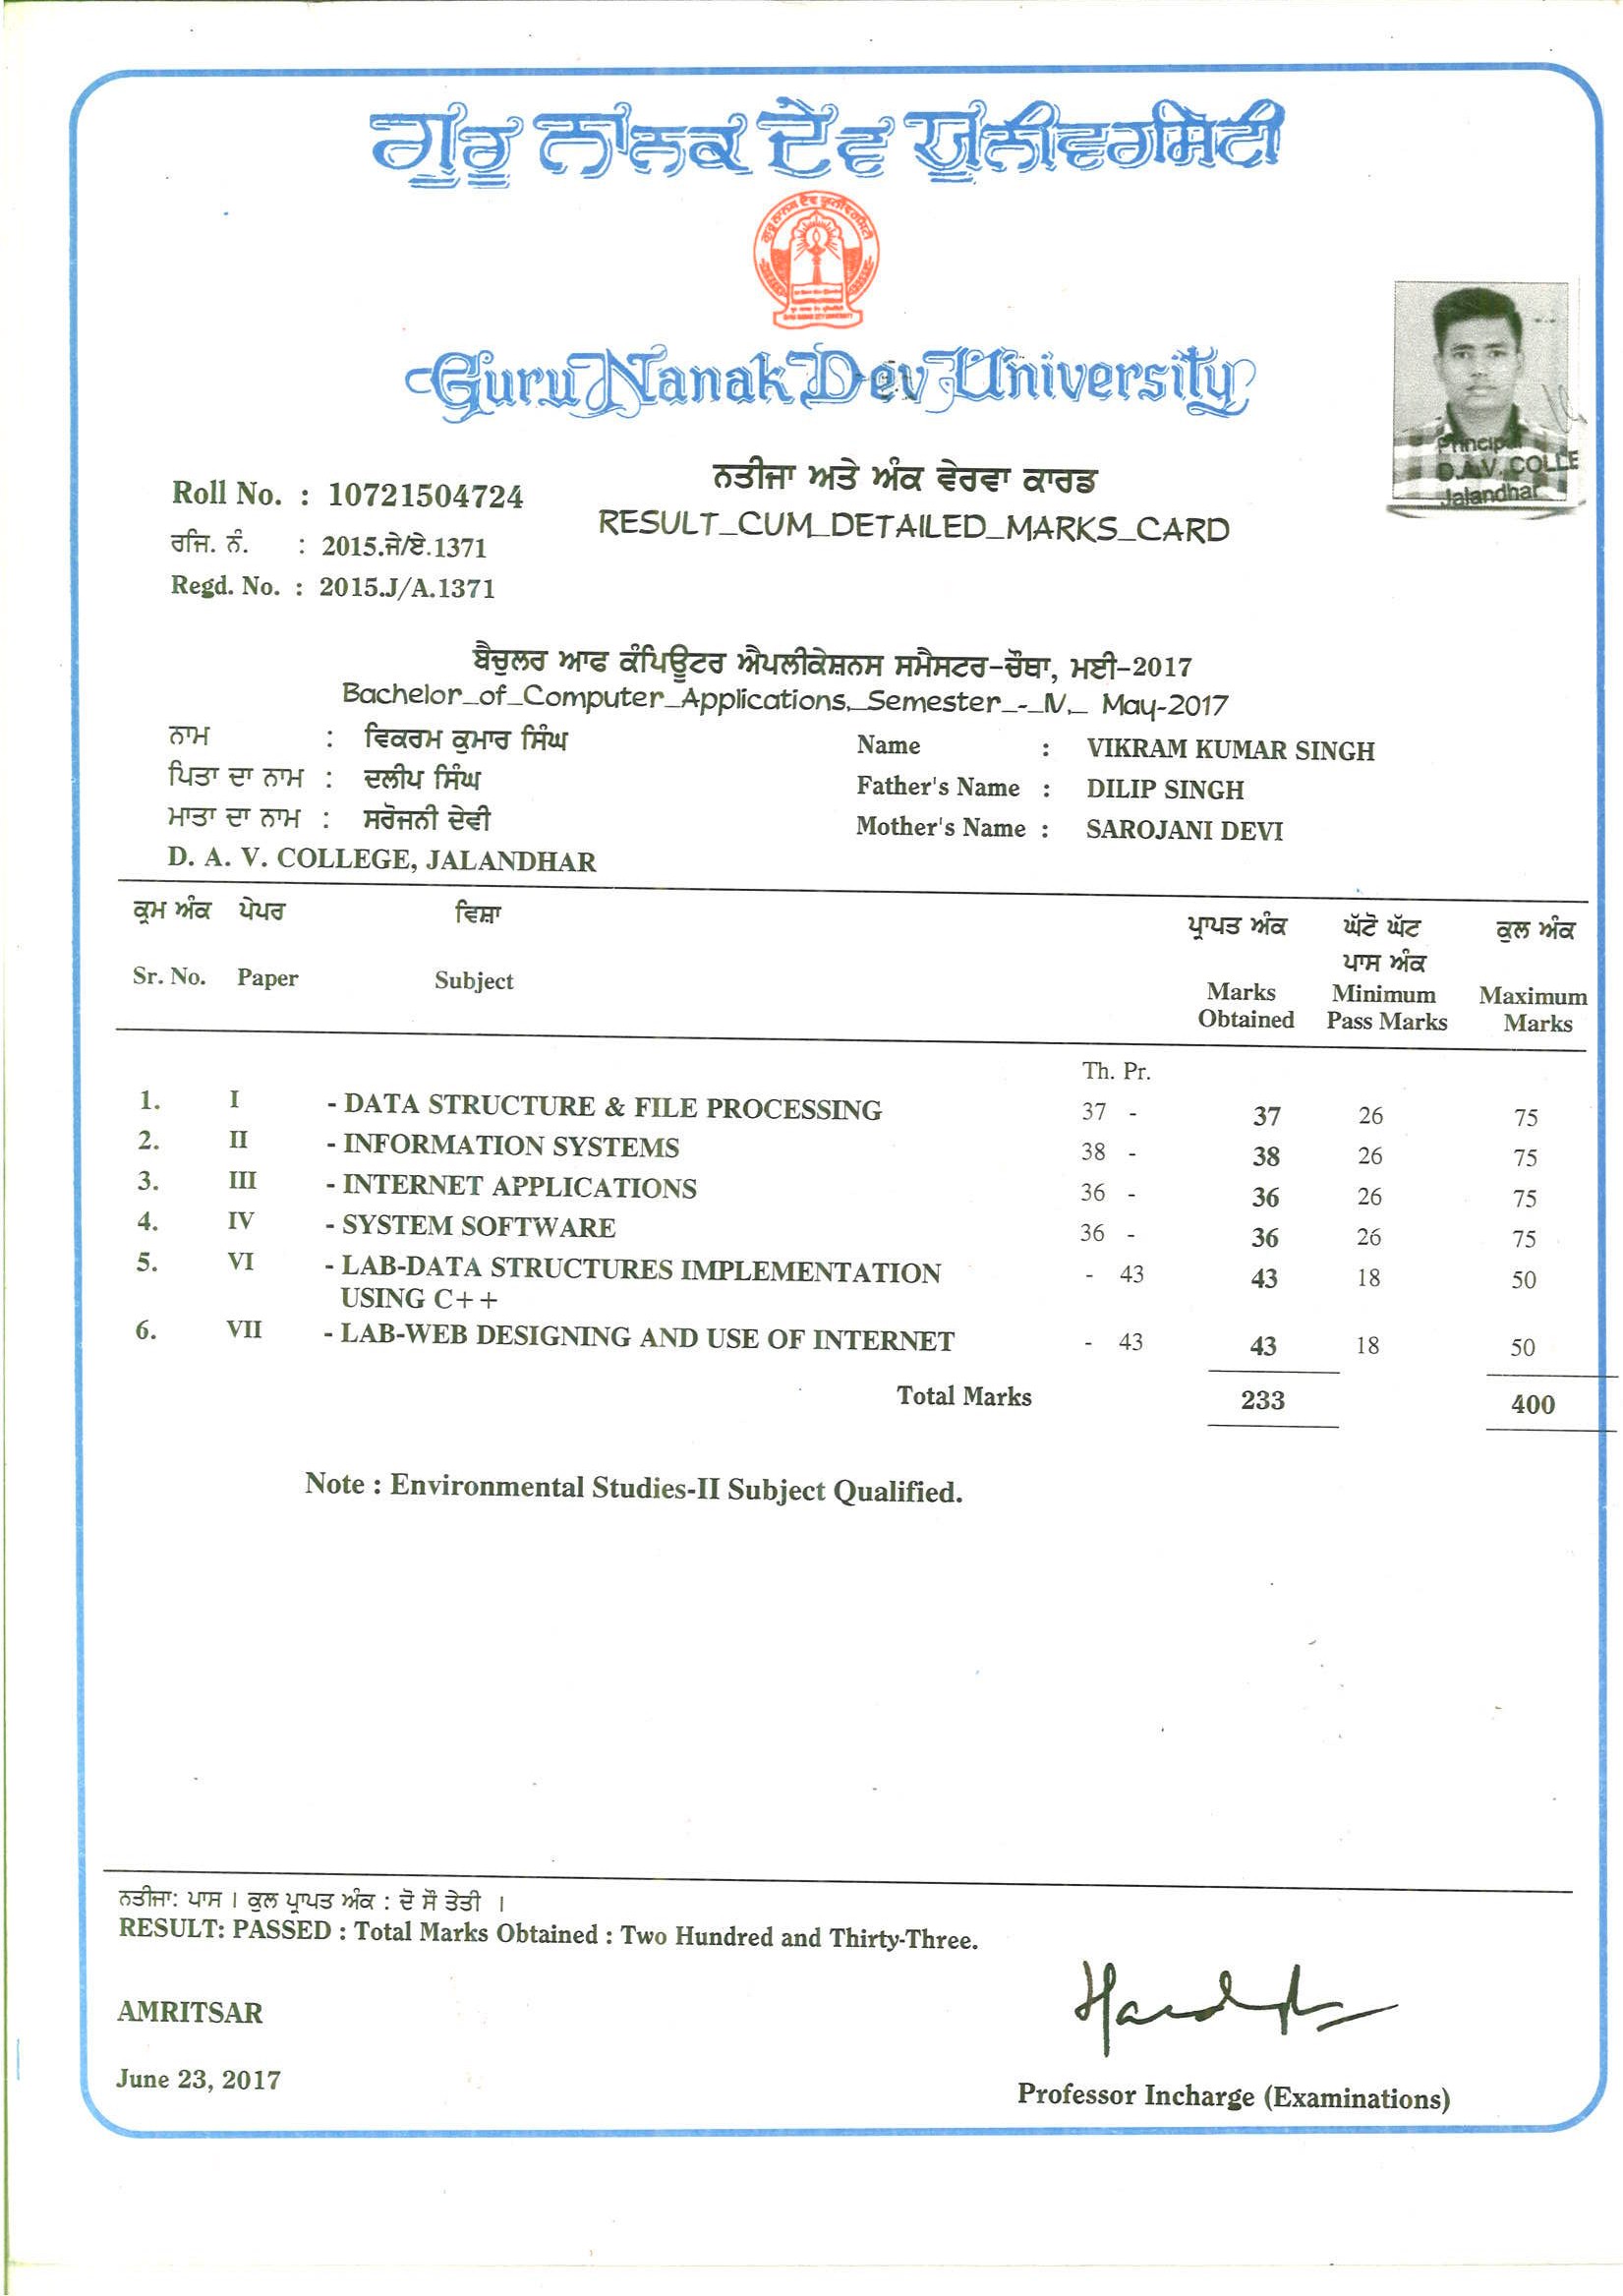 ਗੁਰੂ ਨਾਨਕ ਦੇਵ ਯੂਨੀਵਰਸਿਟੀ
Guru Nanak Dev University
Principal
D.A.V. COLLE
Jalandhar
ਨਤੀਜਾ ਅਤੇ ਅੰਕ ਵੇਰਵਾ ਕਾਰਡ
Roll No. : 10721504724
RESULT_CUM_DETAILED_MARKS_CARD
ਰਜਿ. ਨੰ. : 2015.ਜੇ/ਏ.1371
Regd. No. : 2015.J/A.1371
ਬੈਚੁਲਰ ਆਫ ਕੰਪਿਊਟਰ ਐਪਲੀਕੇਸ਼ਨਸ ਸਮੈਸਟਰ-ਚੌਥਾ, ਮਈ-2017
Bachelor_of_Computer_Applications,_Semester_-_IV,_ May-2017
ਨਾਮ : ਵਿਕਰਮ ਕੁਮਾਰ ਸਿੰਘ Name : VIKRAM KUMAR SINGH
ਪਿਤਾ ਦਾ ਨਾਮ : ਦਲੀਪ ਸਿੰਘ Father's Name : DILIP SINGH
ਮਾਤਾ ਦਾ ਨਾਮ : ਸਰੋਜਨੀ ਦੇਵੀ Mother's Name : SAROJANI DEVI
D. A. V. COLLEGE, JALANDHAR
ਕ੍ਰਮ ਅੰਕ ਪੇਪਰ ਵਿਸ਼ਾ ਪ੍ਰਾਪਤ ਅੰਕ ਘੱਟੋ ਘੱਟ ਕੁਲ ਅੰਕ
ਪਾਸ ਅੰਕ
Sr. No. Paper Subject Marks Minimum Maximum
Obtained Pass Marks Marks
Th. Pr.
1. I - DATA STRUCTURE & FILE PROCESSING 37 - 37 26 75
2. II - INFORMATION SYSTEMS 38 - 38 26 75
3. III - INTERNET APPLICATIONS 36 - 36 26 75
4. IV - SYSTEM SOFTWARE 36 - 36 26 75
5. VI - LAB-DATA STRUCTURES IMPLEMENTATION - 43 43 18 50
USING C++
6. VII - LAB-WEB DESIGNING AND USE OF INTERNET - 43 43 18 50
Total Marks 233 400
Note : Environmental Studies-II Subject Qualified.
ਨਤੀਜਾ: ਪਾਸ । ਕੁਲ ਪ੍ਰਾਪਤ ਅੰਕ : ਦੋ ਸੌ ਤੇਤੀ ।
RESULT: PASSED : Total Marks Obtained : Two Hundred and Thirty-Three.
AMRITSAR
June 23, 2017
Professor Incharge (Examinations)